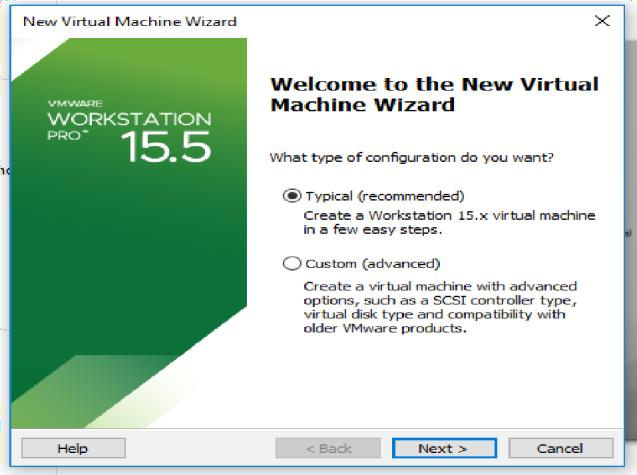 New Virtual Machine Wizard
VMWARE
WORKSTATION
PRO™
15.5
Welcome to the New Virtual
Machine Wizard
What type of configuration do you want?
Typical (recommended)
Create a Workstation 15.x virtual machine
in a few easy steps.
Custom (advanced)
Create a virtual machine with advanced
options, such as a SCSI controller type,
virtual disk type and compatibility with
older VMware products.
Help
< Back
Next >
Cancel